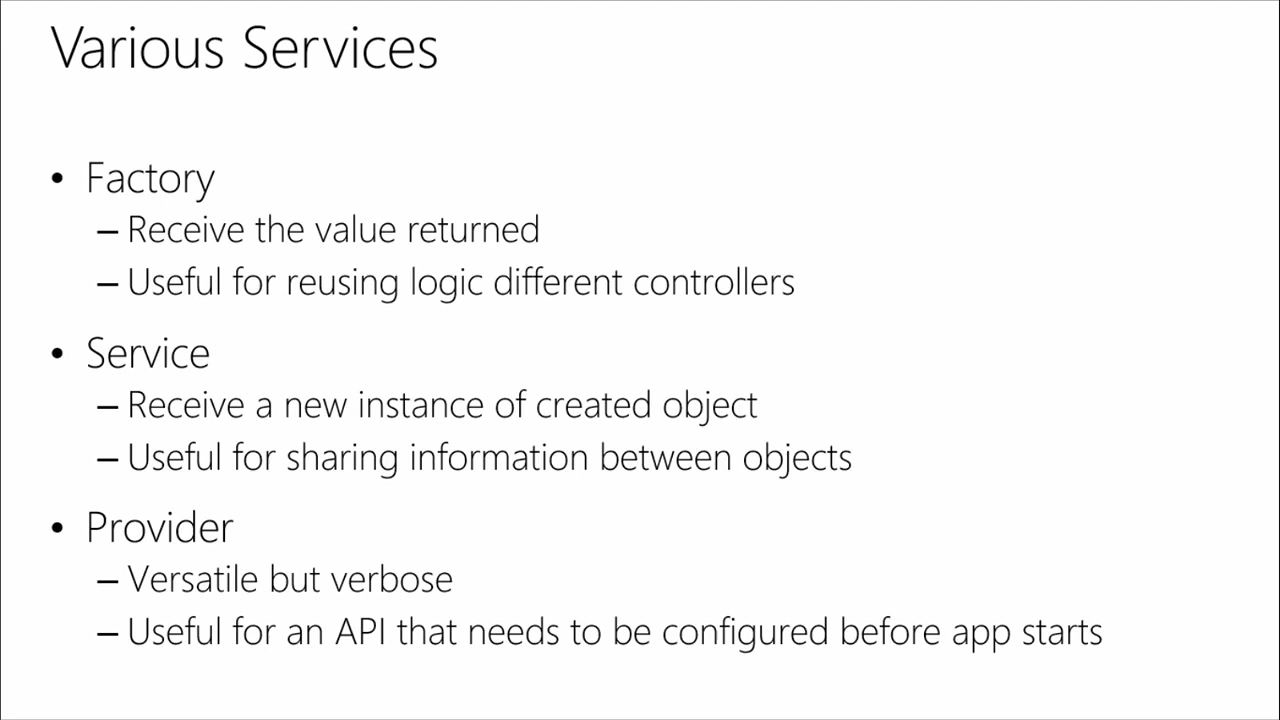 Various Services
• Factory
– Receive the value returned
– Useful for reusing logic different controllers
• Service
– Receive a new instance of created object
– Useful for sharing information between objects
• Provider
– Versatile but verbose
– Useful for an API that needs to be configured before app starts